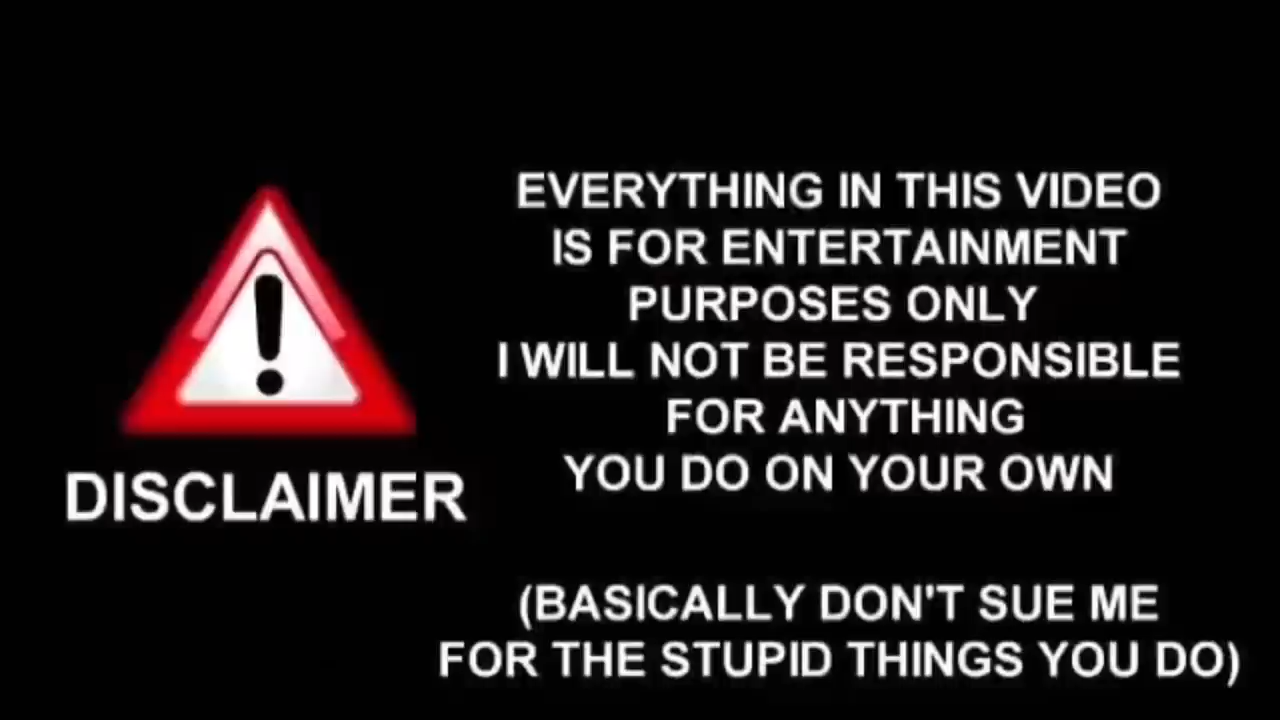 EVERYTHING IN THIS VIDEO
IS FOR ENTERTAINMENT
PURPOSES ONLY
I WILL NOT BE RESPONSIBLE
FOR ANYTHING
YOU DO ON YOUR OWN
DISCLAIMER
(BASICALLY DON'T SUE ME
FOR THE STUPID THINGS YOU DO)